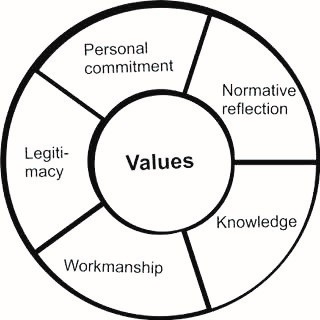 Personal
commitment
Normative
reflection
Legiti-
macy
Values
Knowledge
Workmanship